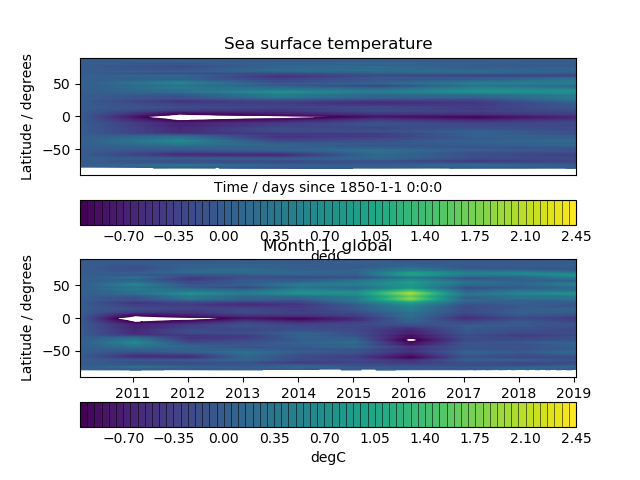 Sea surface temperature
Latitude / degrees
50
0
−50
Time / days since 1850-1-1 0:0:0
−0.70 −0.35 0.00 0.35 0.70 1.05 1.40 1.75 2.10 2.45
degC
Month 1, global
Latitude / degrees
50
0
−50
2011 2012 2013 2014 2015 2016 2017 2018 2019
−0.70 −0.35 0.00 0.35 0.70 1.05 1.40 1.75 2.10 2.45
degC